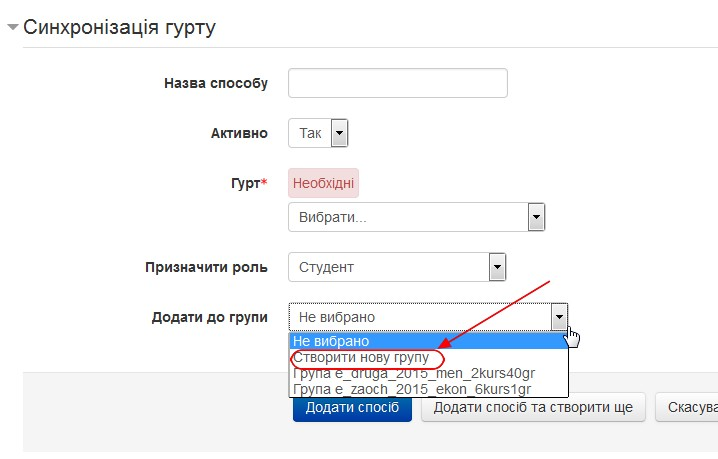 Синхронізація гурту
Назва способу
Активно
Так
Гурт*
Необхідні
Вибрати...
Призначити роль
Студент
Додати до групи
Не вибрано
Не вибрано
Створити нову групу
Група e_druga_2015_men_2kurs40gr
Група e_zaoch_2015_ekon_6kurs1gr
Додати спосіб
Додати спосіб та створити ще
Скасува